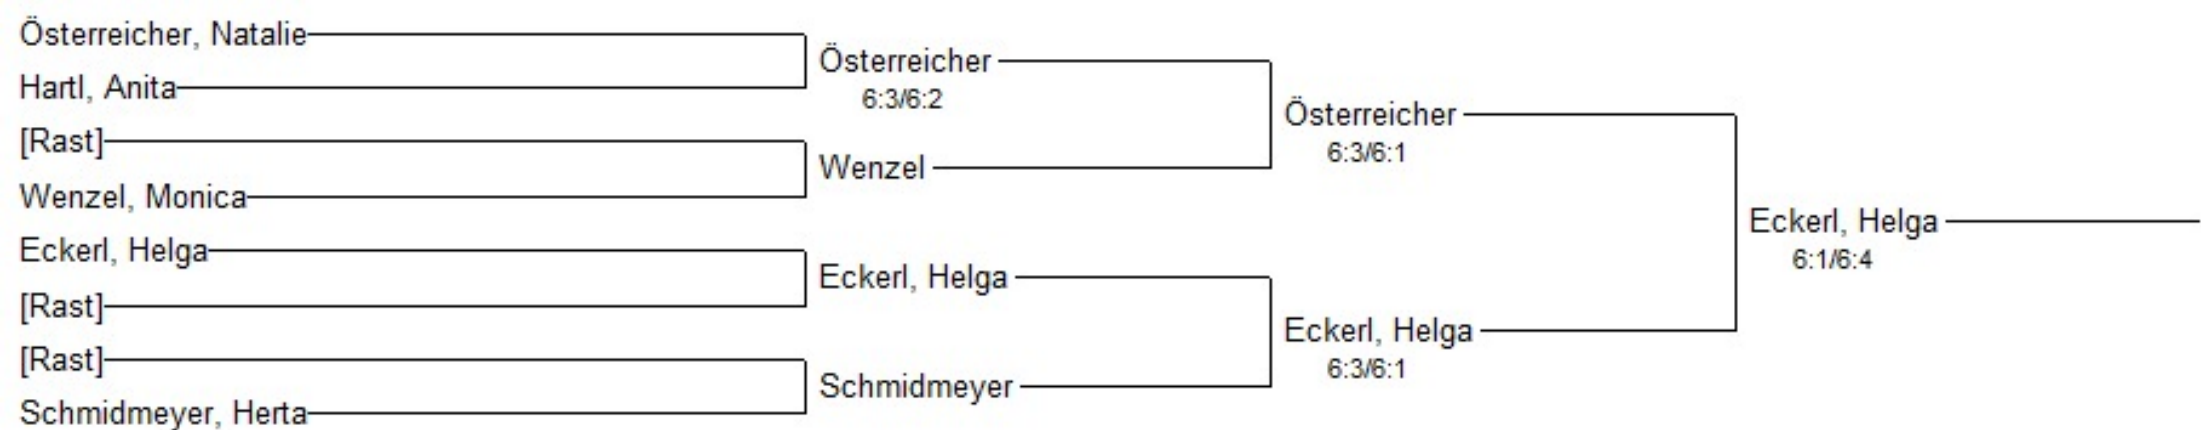 Österreicher, Natalie
Hartl, Anita
[Rast]
Wenzel, Monica
Eckerl, Helga
[Rast]
[Rast]
Schmidmeyer, Herta
Österreicher
6:3/6:2
Wenzel
Eckerl, Helga
Schmidmeyer
Österreicher
6:3/6:1
Eckerl, Helga
6:3/6:1
Eckerl, Helga
6:1/6:4